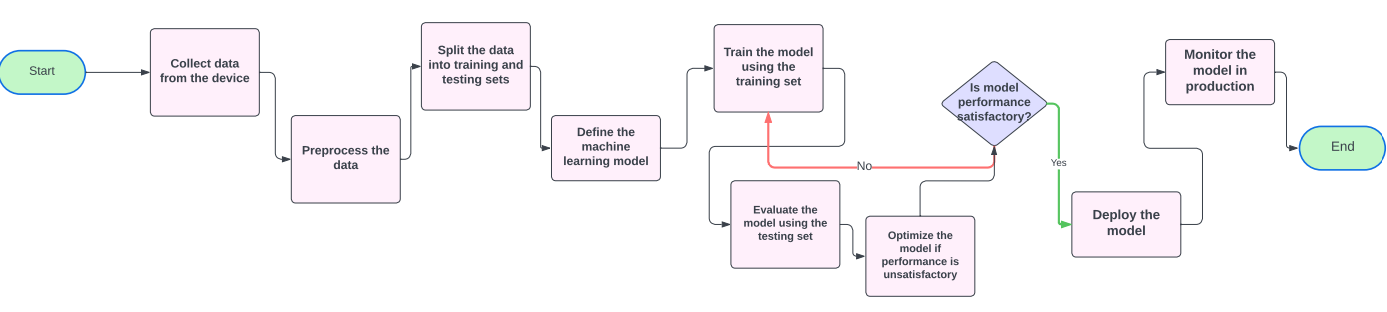 Start
Collect data
from the device
Preprocess the
data
Split the data
into training and
testing sets
Define the
machine
learning model
Train the model
using the
training set
Evaluate the
model using the
testing set
Optimize the
model if
performance is
unsatisfactory
Is model
performance
satisfactory?
No
Yes
Deploy the
model
Monitor the
model in
production
End